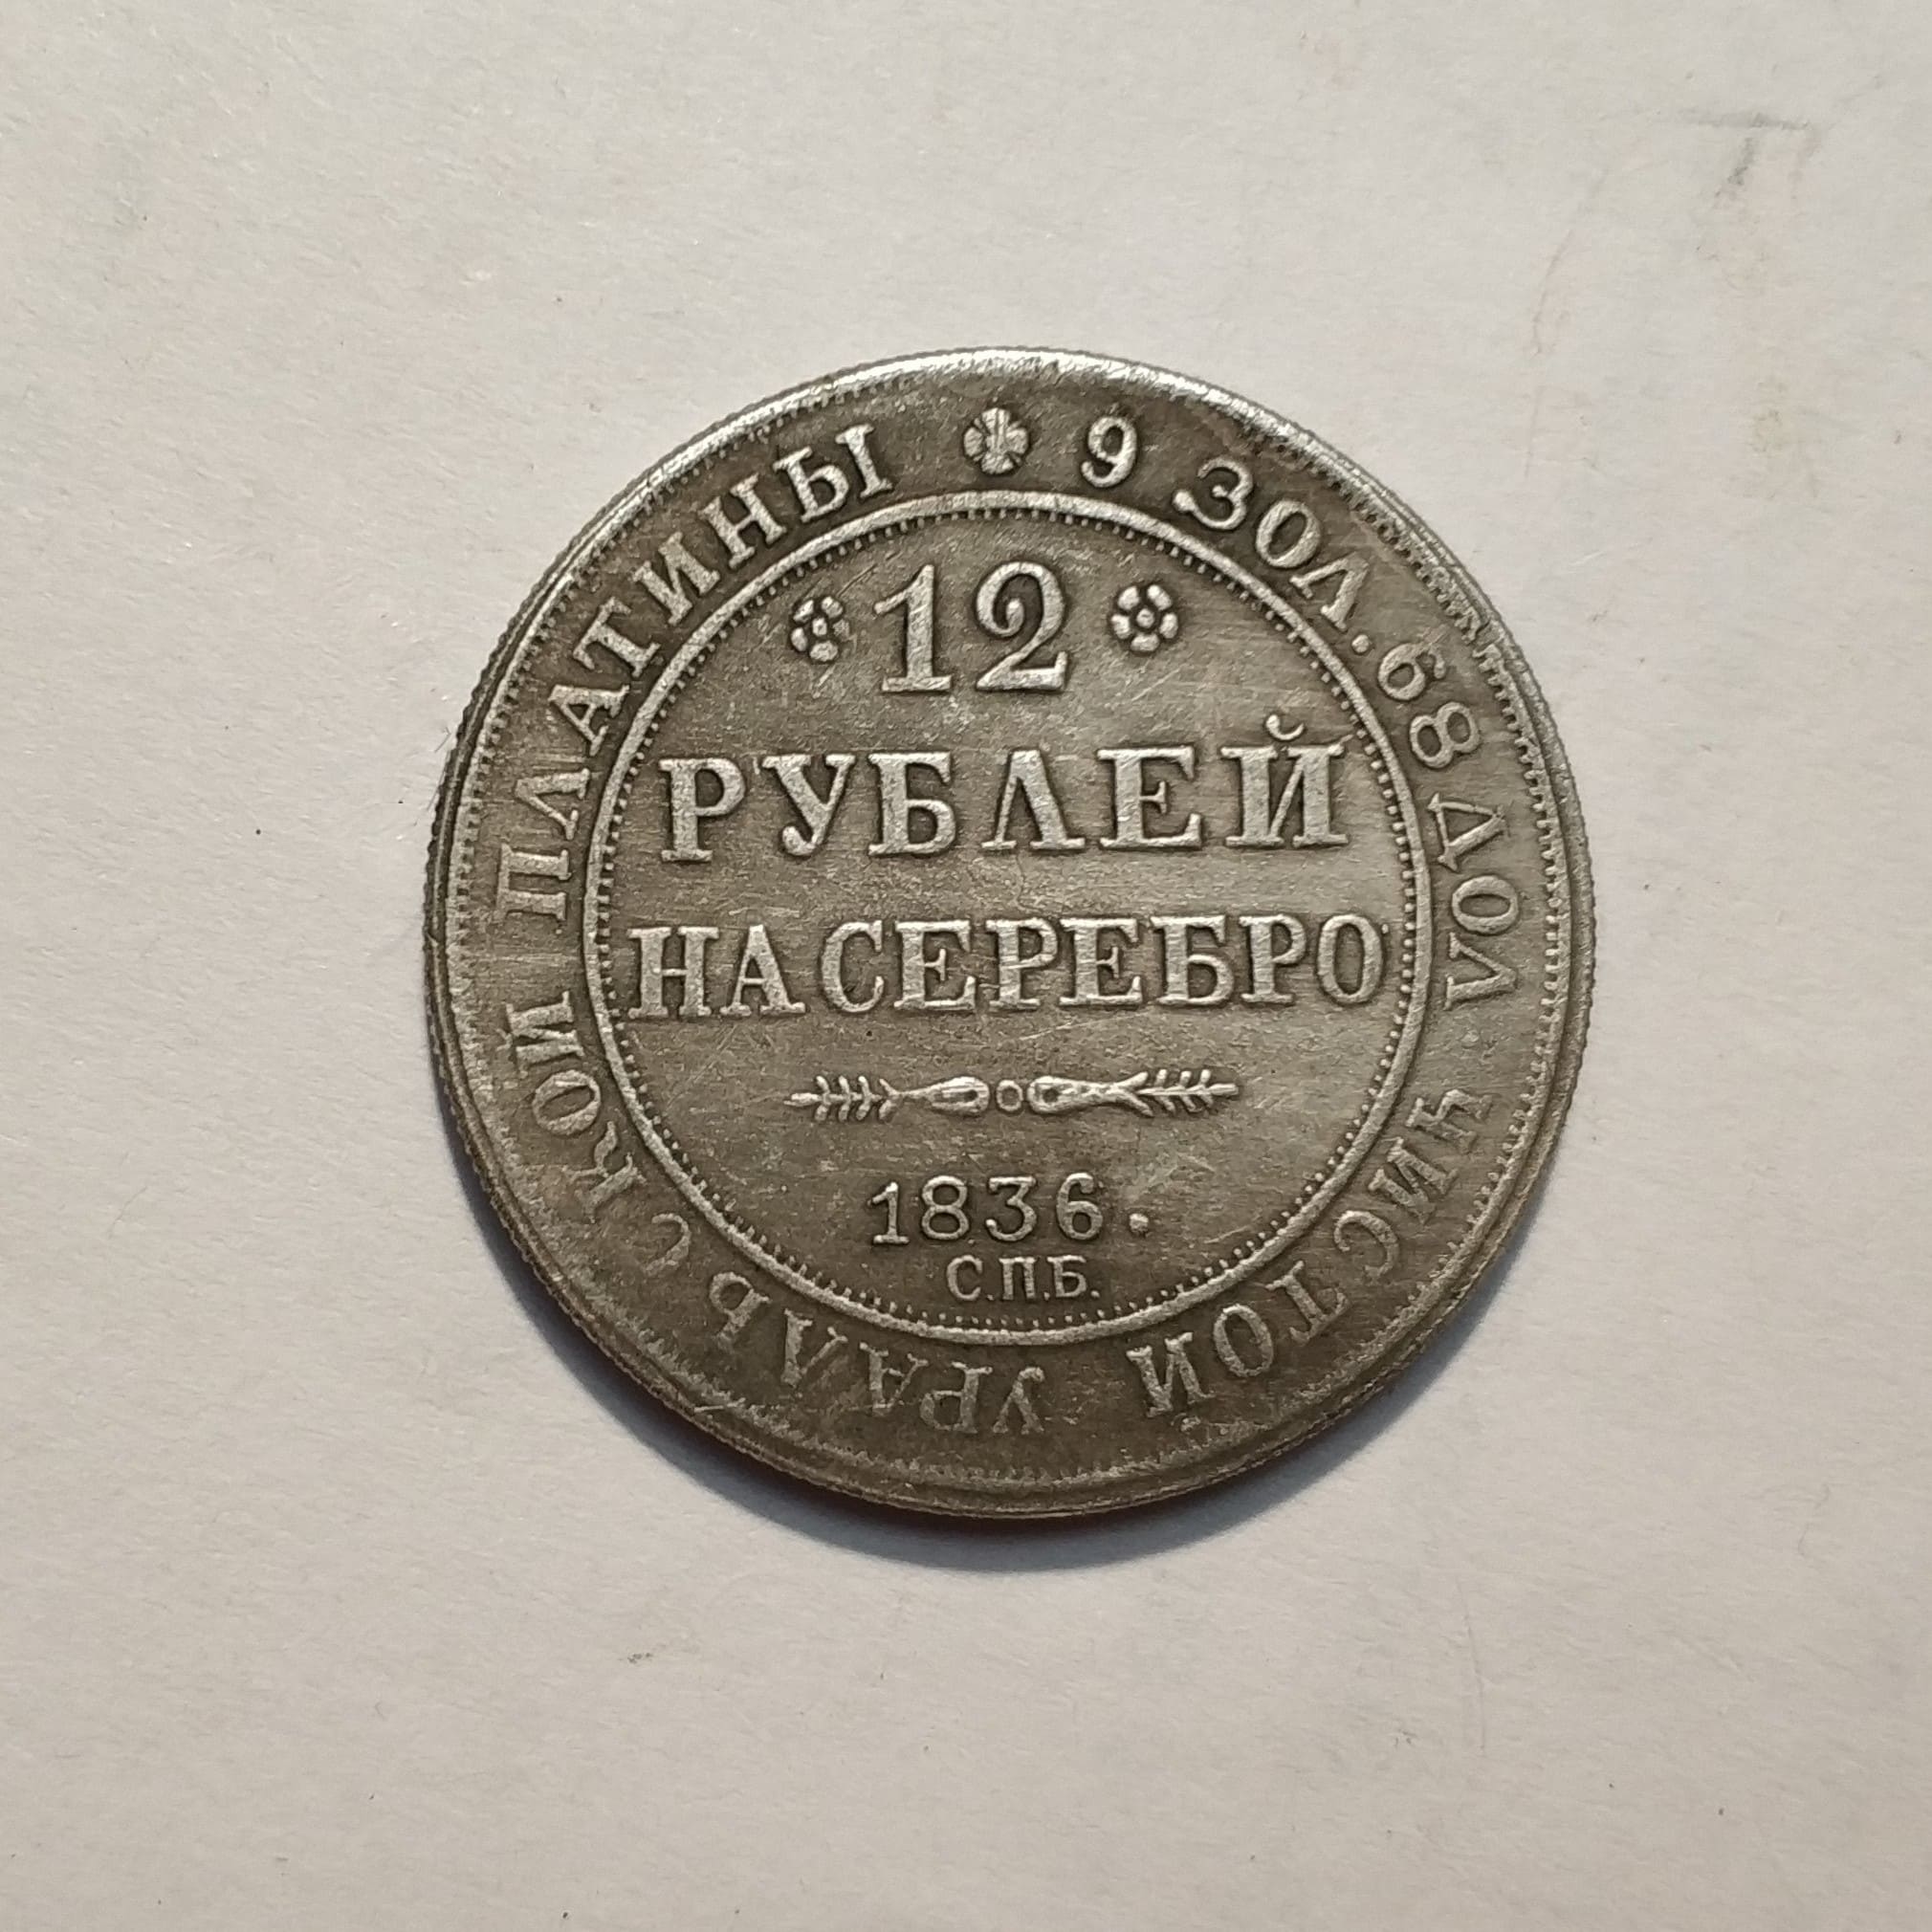 9 ЗОЛ. 68 ДОЛ ЧИСТОЙ УРАЛЬСКОЙ ПЛАТИНЫ
12
РУБЛЕЙ
НА СЕРЕБРО
1836.
С.П.Б.